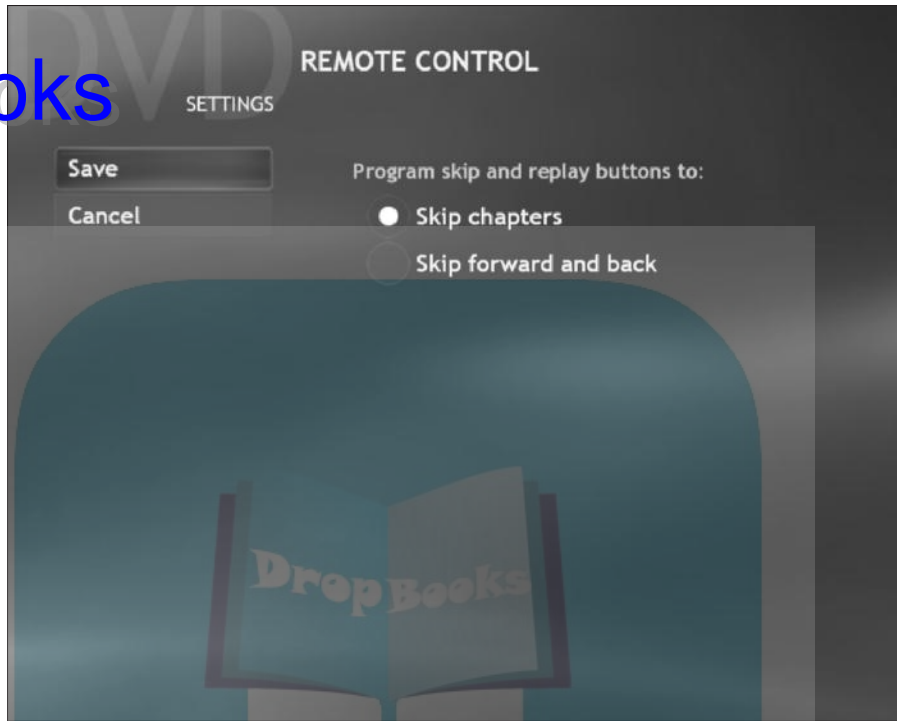 DVD
REMOTE CONTROL
oks
SETTINGS
Save
Program skip and replay buttons to:
Cancel
Skip chapters
Skip forward and back
DropBooks